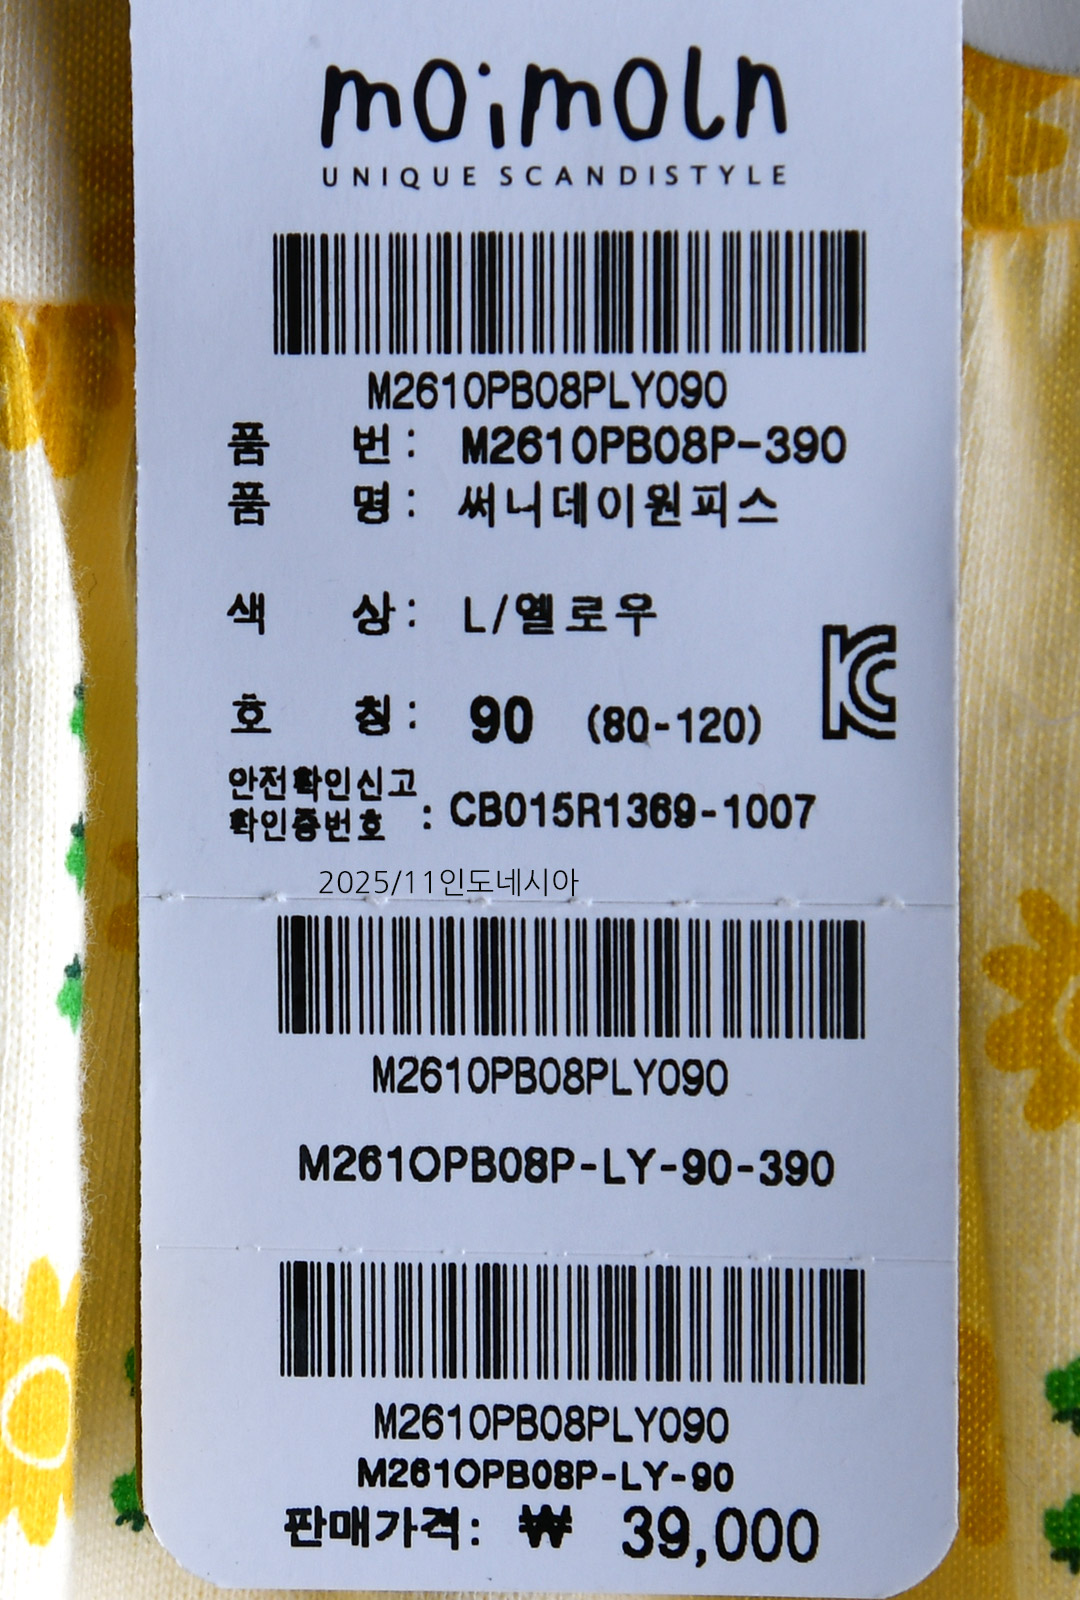 moimoln
UNIQUE SCANDISTYLE
M2610PB08PLY090
품 번 : M2610PB08P-390
품 명 : 써니데이원피스
색 상 : L/옐로우
호 칭 : 90 (80-120)
안전확인신고
확인증번호 : CB015R1369-1007
2025/11인도네시아
M2610PB08PLY090
M2610PB08P-LY-90-390
M2610PB08PLY090
M2610PB08P-LY-90
판매가격: ₩ 39,000